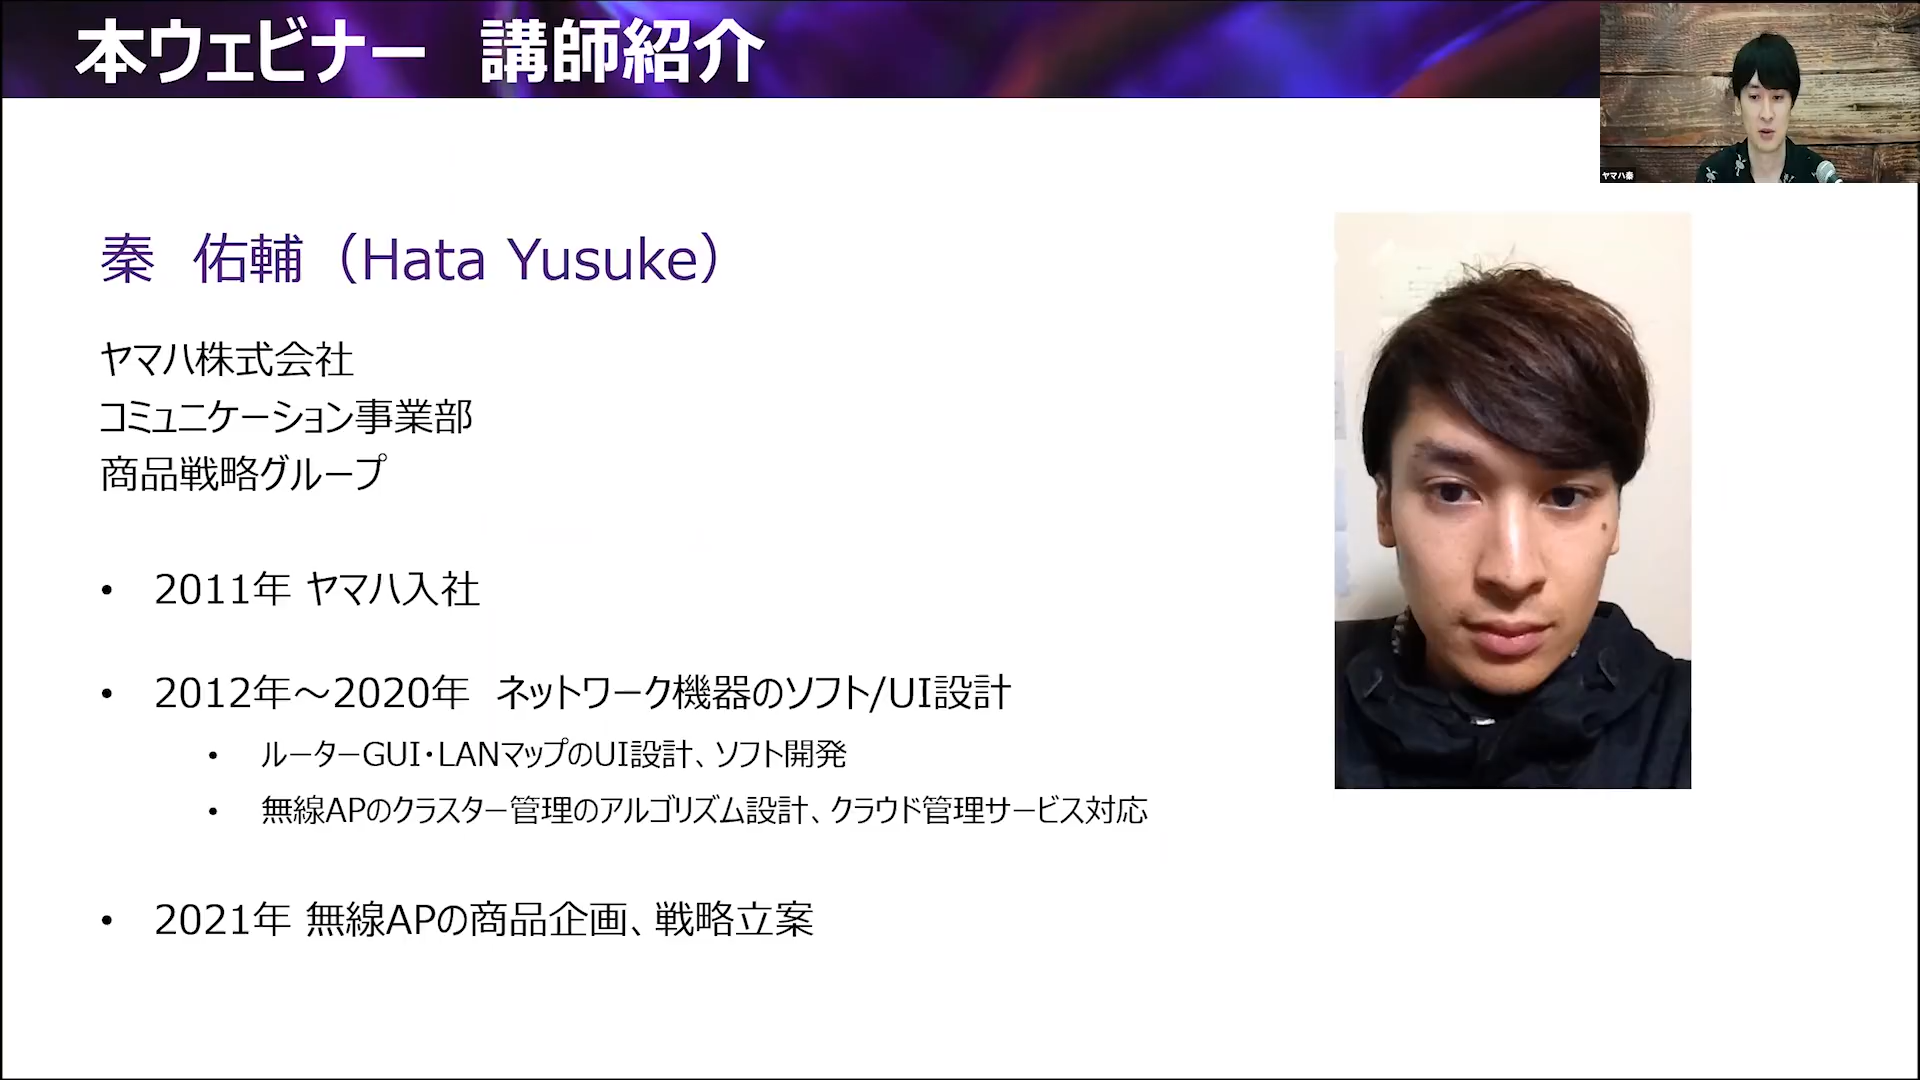 本ウェビナー 講師紹介
ヤマハ秦
秦 佑輔（Hata Yusuke）
ヤマハ株式会社
コミュニケーション事業部
商品戦略グループ
• 2011年 ヤマハ入社
• 2012年～2020年 ネットワーク機器のソフト/UI設計
• ルーターGUI・LANマップのUI設計、ソフト開発
• 無線APのクラスター管理のアルゴリズム設計、クラウド管理サービス対応
• 2021年 無線APの商品企画、戦略立案